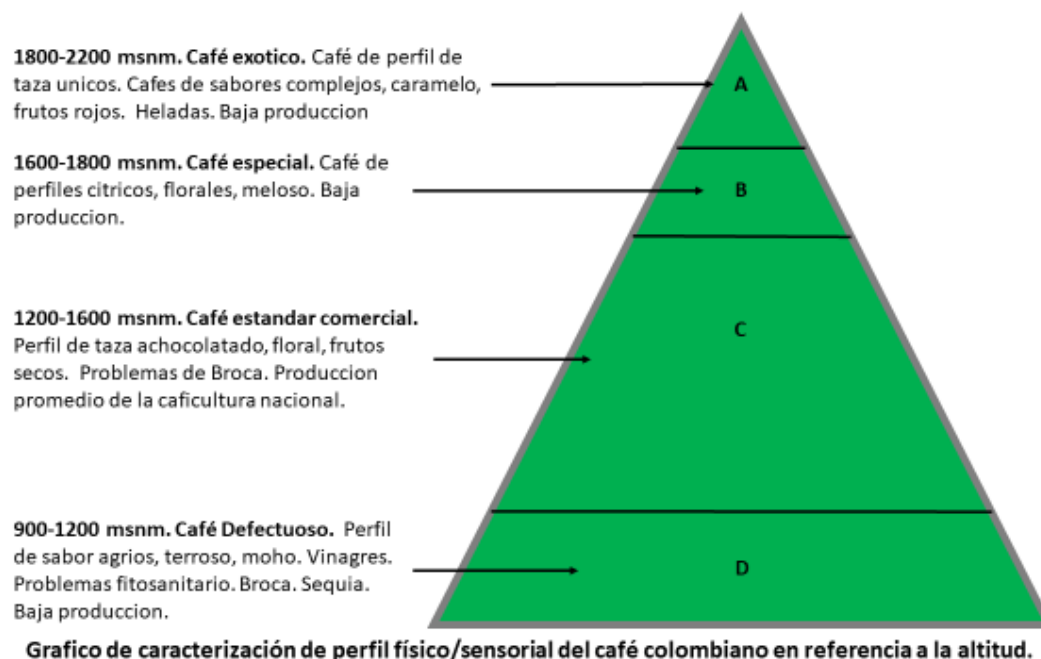 1800-2200 msnm. Café exotico. Café de perfil de
taza unicos. Cafes de sabores complejos, caramelo,
frutos rojos. Heladas. Baja produccion
A
1600-1800 msnm. Café especial. Café de
perfiles citricos, florales, meloso. Baja
produccion.
B
1200-1600 msnm. Café estandar comercial.
Perfil de taza achocolatado, floral, frutos
secos. Problemas de Broca. Produccion
promedio de la caficultura nacional.
C
900-1200 msnm. Café Defectuoso. Perfil
de sabor agrios, terroso, moho. Vinagres.
Problemas fitosanitario. Broca. Sequia.
Baja produccion.
D
Grafico de caracterización de perfil físico/sensorial del café colombiano en referencia a la altitud.